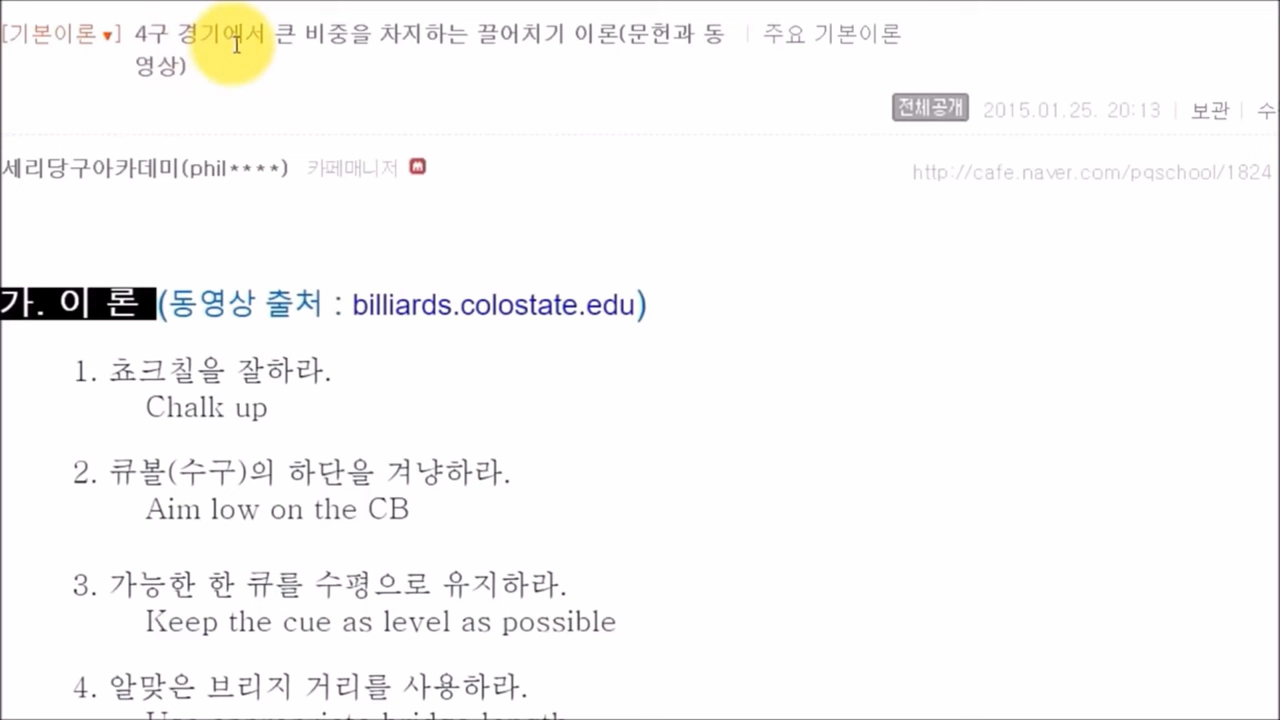 [기본이론▼] 4구 경기에서 큰 비중을 차지하는 끌어치기 이론(문헌과 동 | 주요 기본이론
영상)
전체공개 2015.01.25. 20:13 | 보관 | 수
세리당구아카데미(phil****) 카페매니저
http://cafe.naver.com/pqschool/1824
가. 이 론 (동영상 출처 : billiards.colostate.edu)
1. 쵸크칠을 잘하라.
Chalk up
2. 큐볼(수구)의 하단을 겨냥하라.
Aim low on the CB
3. 가능한 한 큐를 수평으로 유지하라.
Keep the cue as level as possible
4. 알맞은 브리지 거리를 사용하라.
Use appropriate bridge length